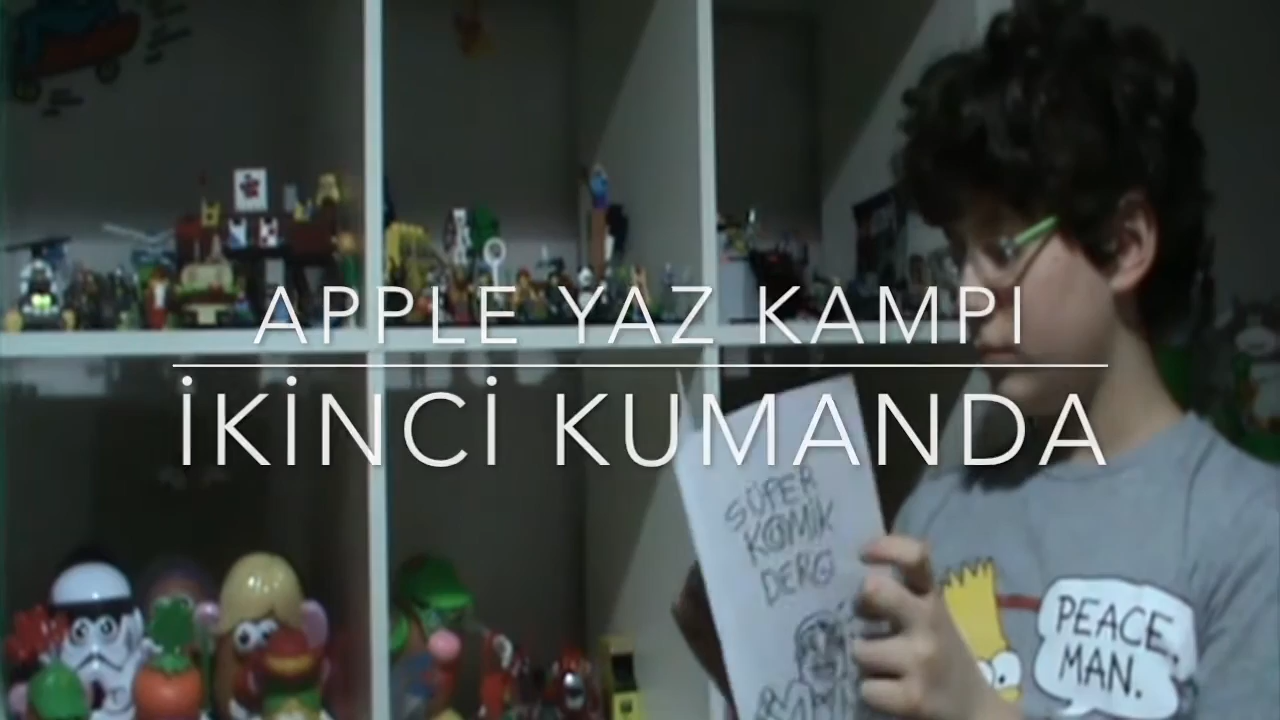 APPLE YAZ KAMPI
İKİNCİ KUMANDA
SÜPER
KOMİK
DERGİ
PEACE,
MAN.